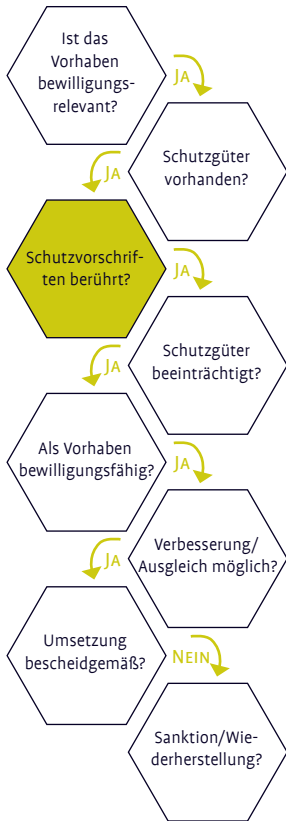 Ist das
Vorhaben
bewilligungs-
relevant?
JA
Schutzgüter
vorhanden?
JA
Schutzvorschrif-
ten berührt?
JA
Schutzgüter
beeinträchtigt?
JA
Als Vorhaben
bewilligungsfähig?
JA
Verbesserung/
Ausgleich möglich?
JA
Umsetzung
bescheidgemäß?
NEIN
Sanktion/Wie-
derherstellung?